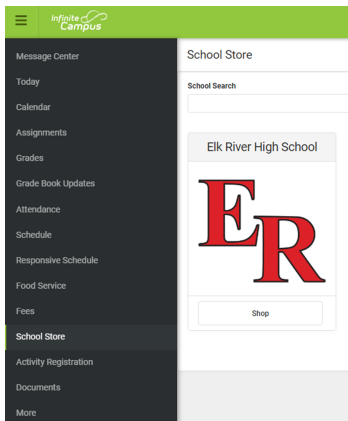 Infinite
Campus
Message Center
Today
Calendar
Assignments
Grades
Grade Book Updates
Attendance
Schedule
Responsive Schedule
Food Service
Fees
School Store
Activity Registration
Documents
More
School Store
School Search
Elk River High School
ER
Shop